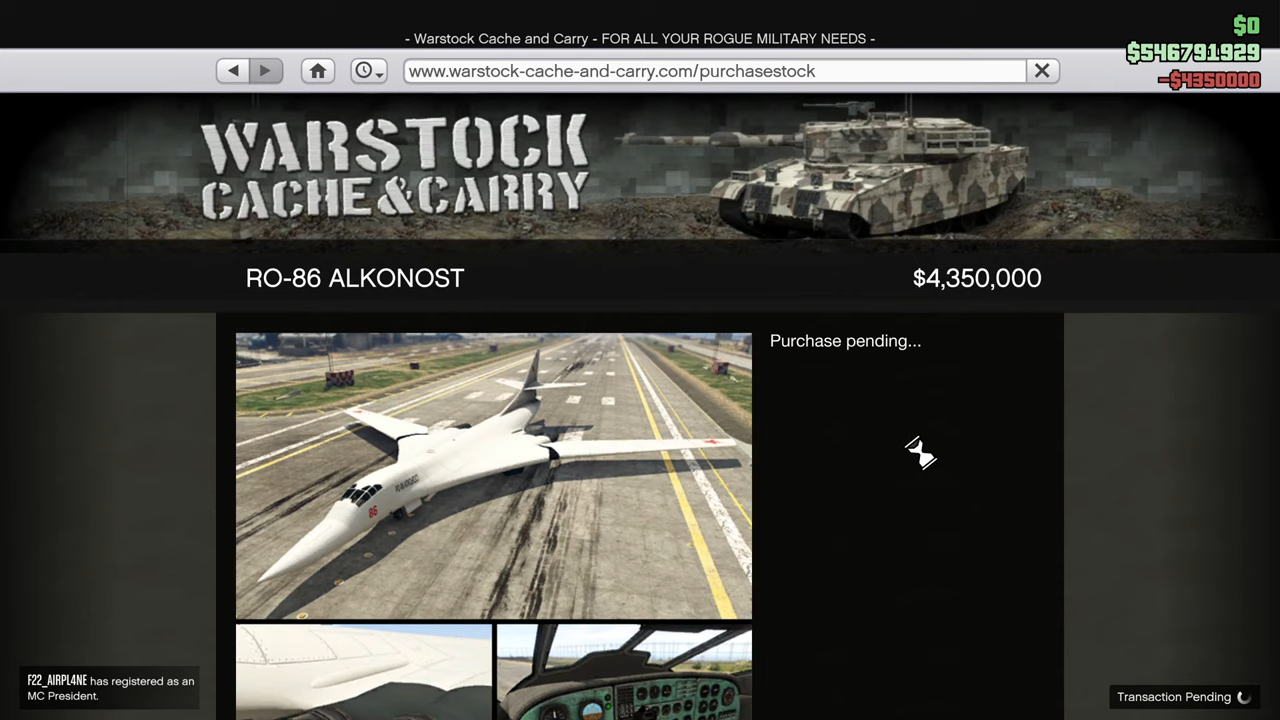 - Warstock Cache and Carry - FOR ALL YOUR ROGUE MILITARY NEEDS -
$0
$546791929
-$4350000
www.warstock-cache-and-carry.com/purchasestock
WARSTOCK
CACHE&CARRY
RO-86 ALKONOST
$4,350,000
Purchase pending...
86
F22_AIRPL4NE has registered as an
MC President.
Transaction Pending